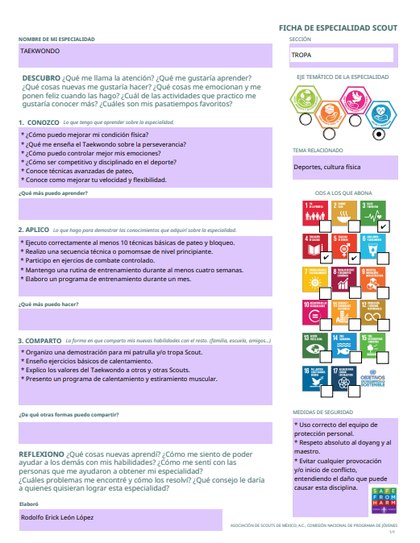 FICHA DE ESPECIALIDAD SCOUT
NOMBRE DE MI ESPECIALIDAD
TAEKWONDO
SECCIÓN
TROPA
DESCUBRO ¿Qué me llama la atención? ¿Qué me gustaría aprender?
¿Qué cosas nuevas me gustaría hacer? ¿Qué cosas me emocionan y me
ponen feliz cuando las hago? ¿Cuál de las actividades que practico me
gustaría conocer más? ¿Cuáles son mis pasatiempos favoritos?
EJE TEMÁTICO DE LA ESPECIALIDAD
1. CONOZCO Lo que tengo que aprender sobre la especialidad.
* ¿Cómo puedo mejorar mi condición física?
* ¿Qué me enseña el Taekwondo sobre la perseverancia?
* ¿Cómo puedo controlar mejor mis emociones?
* ¿Cómo ser competitivo y disciplinado en el deporte?
* Conoce técnicas avanzadas de pateo,
* Conoce como mejorar tu velocidad y flexibilidad.
TEMA RELACIONADO
Deportes, cultura física
¿Qué más puedo aprender?
ODS A LOS QUE ABONA
2. APLICO Lo que hago para demostrar los conocimientos que adquirí sobre la especialidad.
* Ejecuto correctamente al menos 10 técnicas básicas de pateo y bloqueo.
* Realizo una secuencia técnica o pomnsae de nivel principiante.
* Participo en ejercicios de combate controlado.
* Mantengo una rutina de entrenamiento durante al menos cuatro semanas.
* Elaboro un programa de entrenamiento durante un mes.
¿Qué más puedo hacer?
3. COMPARTO La forma en que comparto mis nuevas habilidades con el resto. (familia, escuela, amigos...)
* Organizo una demostración para mi patrulla y/o tropa Scout.
* Enseño ejercicios básicos de calentamiento.
* Explico los valores del Taekwondo a otros y otras Scouts.
* Presento un programa de calentamiento y estiramiento muscular.
¿De qué otras formas puedo compartir?
MEDIDAS DE SEGURIDAD
* Uso correcto del equipo de
protección personal.
* Respeto absoluto al doyang y al
maestro.
* Evitar cualquier provocación
y/o inicio de conflicto,
entendiendo el daño que puede
causar esta disciplina.
REFLEXIONO ¿Qué cosas nuevas aprendí? ¿Cómo me siento de poder
ayudar a los demás con mis habilidades? ¿Cómo me sentí con las
personas que me ayudaron a obtener mi especialidad?
¿Cuáles problemas me encontré y cómo los resolví? ¿Qué consejo le daría
a quienes quisieran lograr esta especialidad?
SAFE
FROM
HARM
Elaboró
Rodolfo Erick León López
ASOCIACIÓN DE SCOUTS DE MÉXICO, A.C., COMISIÓN NACIONAL DE PROGRAMA DE JÓVENES